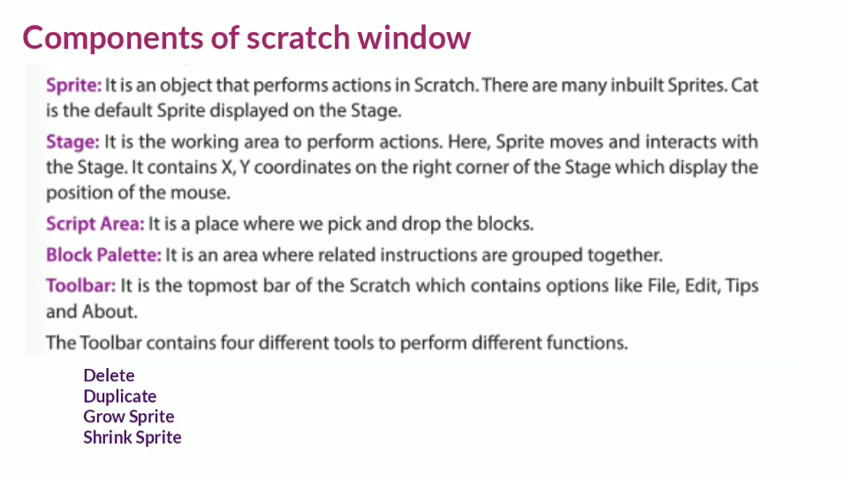 Components of scratch window
Sprite: It is an object that performs actions in Scratch. There are many inbuilt Sprites. Cat
is the default Sprite displayed on the Stage.
Stage: It is the working area to perform actions. Here, Sprite moves and interacts with
the Stage. It contains X, Y coordinates on the right corner of the Stage which display the
position of the mouse.
Script Area: It is a place where we pick and drop the blocks.
Block Palette: It is an area where related instructions are grouped together.
Toolbar: It is the topmost bar of the Scratch which contains options like File, Edit, Tips
and About.
The Toolbar contains four different tools to perform different functions.
Delete
Duplicate
Grow Sprite
Shrink Sprite